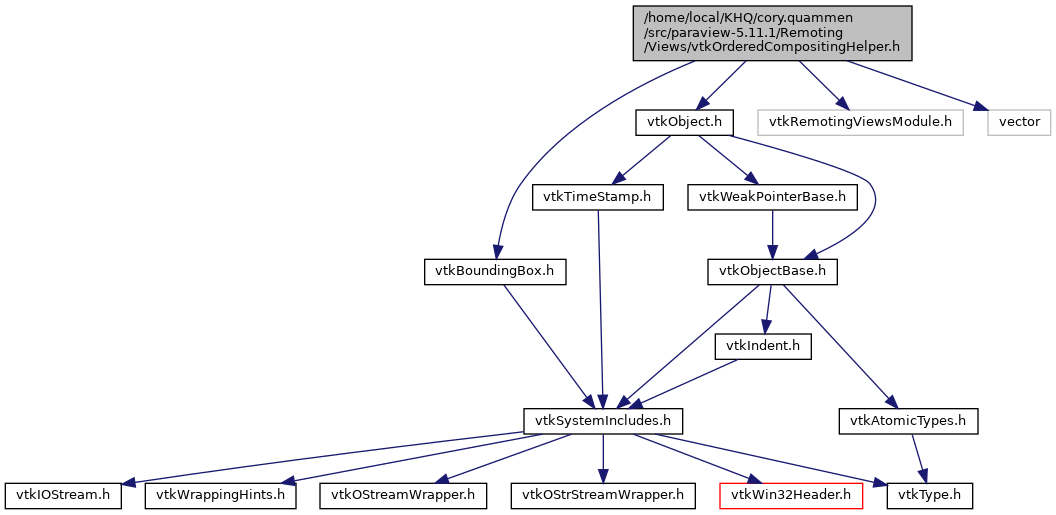 /home/local/KHQ/cory.quammen
/src/paraview-5.11.1/Remoting
/Views/vtkOrderedCompositingHelper.h
vtkObject.h
vtkRemotingViewsModule.h
vector
vtkTimeStamp.h
vtkWeakPointerBase.h
vtkBoundingBox.h
vtkObjectBase.h
vtkIndent.h
vtkSystemIncludes.h
vtkAtomicTypes.h
vtkIOStream.h
vtkWrappingHints.h
vtkOStreamWrapper.h
vtkOStrStreamWrapper.h
vtkWin32Header.h
vtkType.h